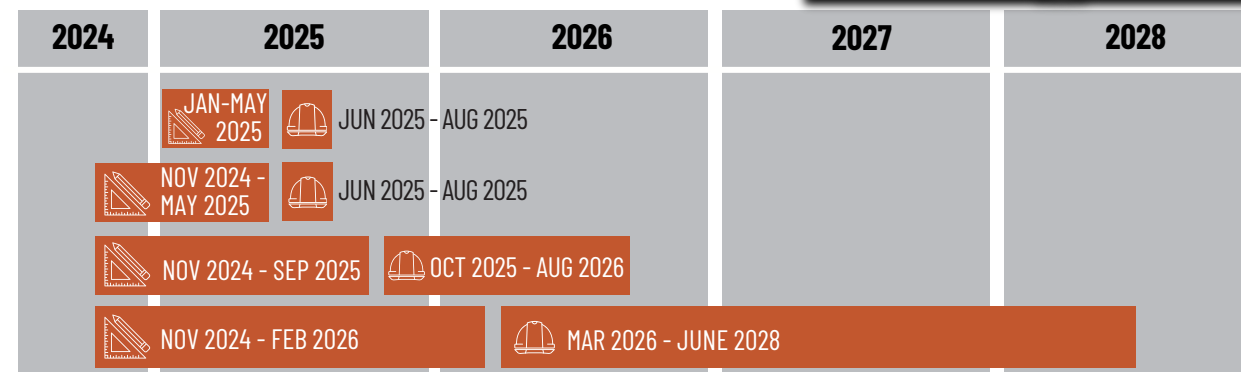 2024 2025 2026 2027 2028
JAN-MAY
2025
JUN 2025 - AUG 2025
NOV 2024 -
MAY 2025
JUN 2025 - AUG 2025
NOV 2024 - SEP 2025
OCT 2025 - AUG 2026
NOV 2024 - FEB 2026
MAR 2026 - JUNE 2028